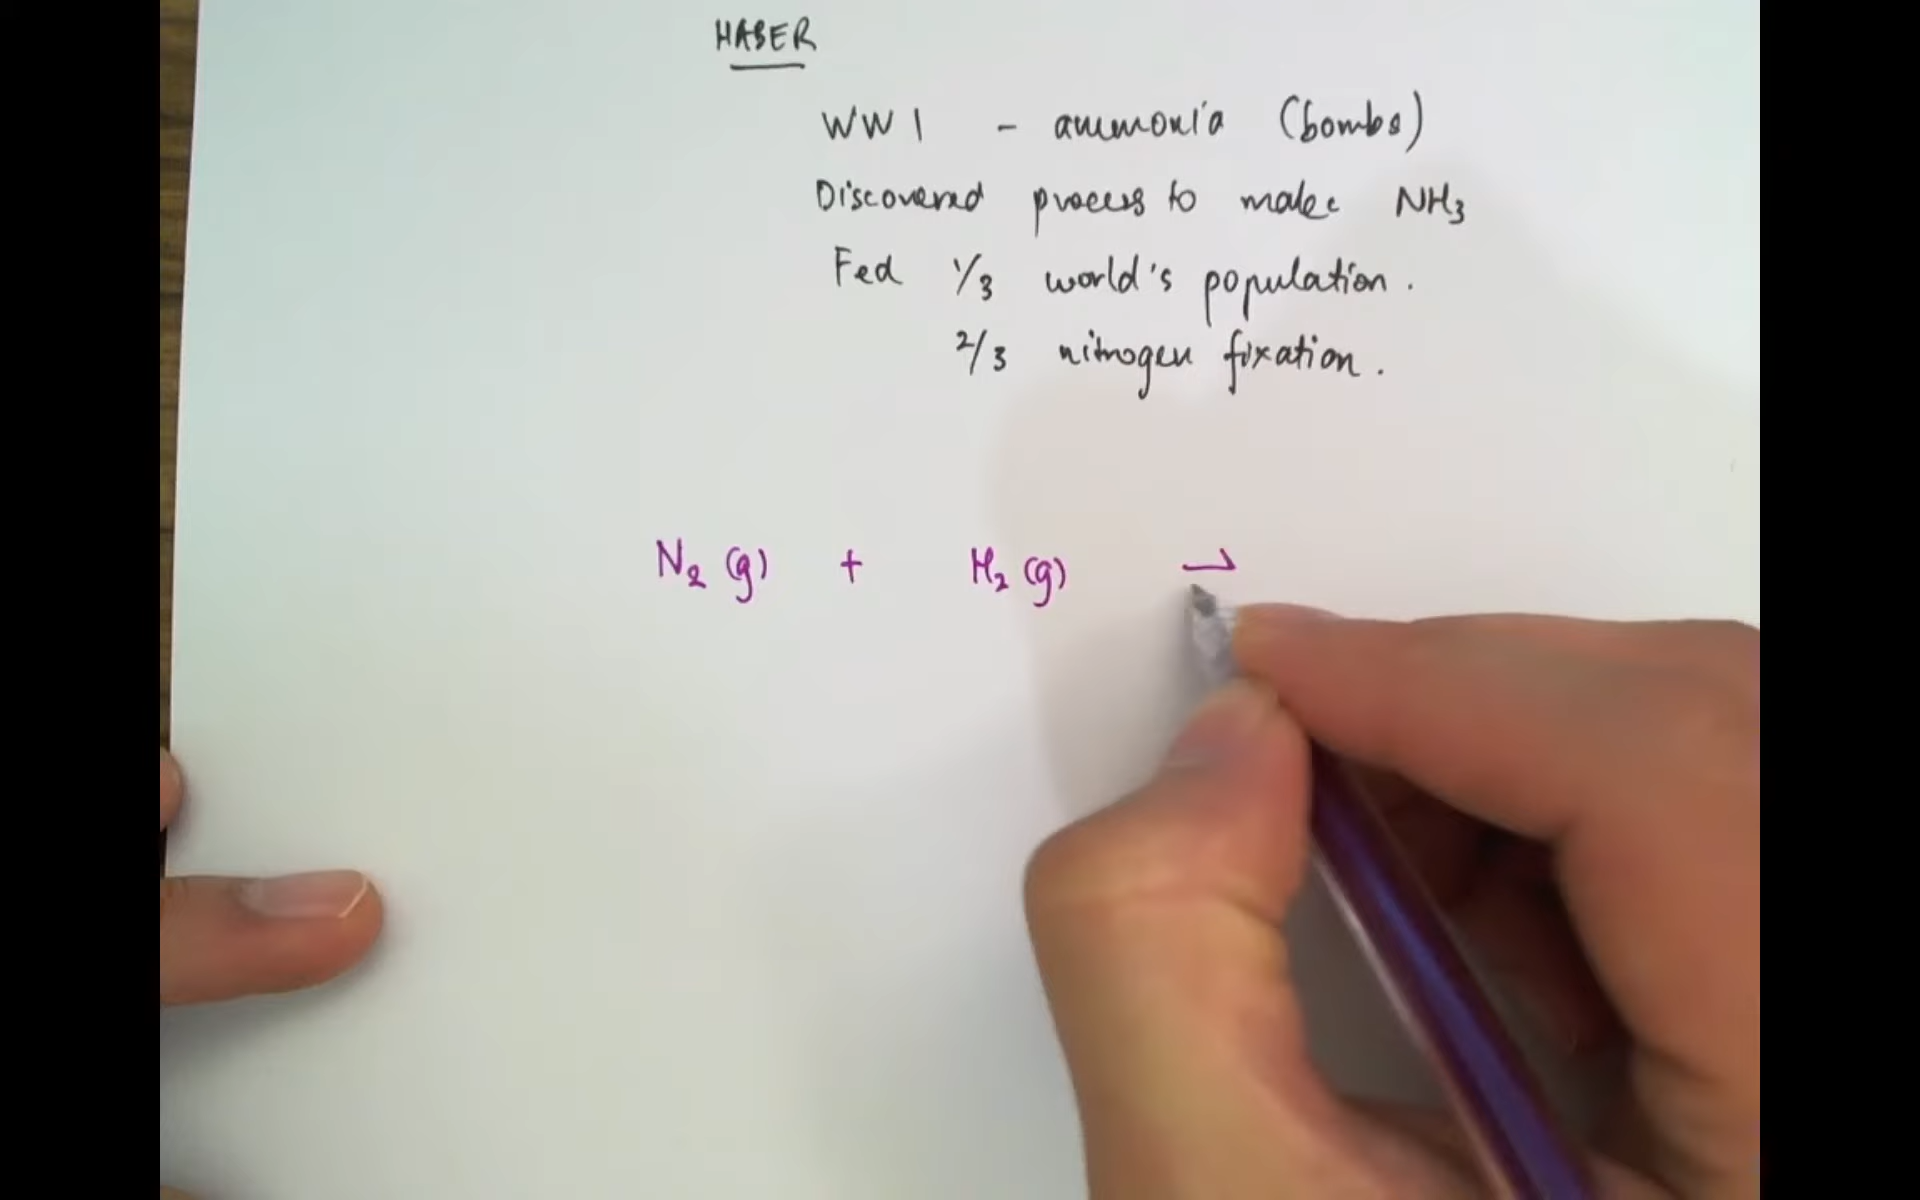 HABER
WW1 - ammonia (bombs)
Discovered process to make NH₃
Fed 1/3 world's population.
2/3 nitrogen fixation.
N₂ (g) + H₂ (g) ⇀